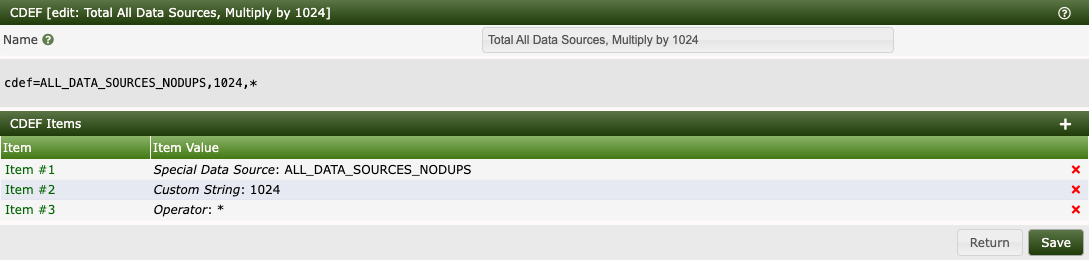 CDEF [edit: Total All Data Sources, Multiply by 1024]
Name
Total All Data Sources, Multiply by 1024
cdef=ALL_DATA_SOURCES_NODUPS,1024,*
CDEF Items
Item Item Value
Item #1 Special Data Source: ALL_DATA_SOURCES_NODUPS
Item #2 Custom String: 1024
Item #3 Operator: *
Return Save